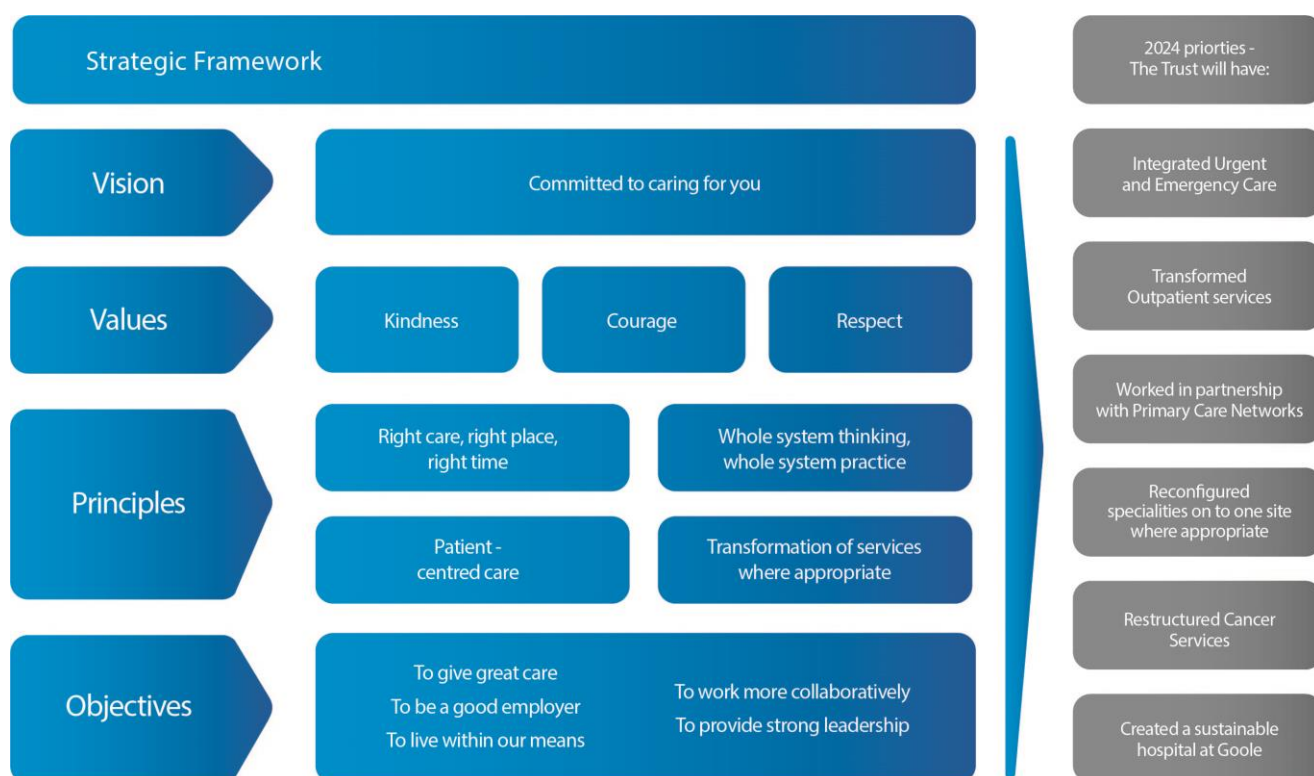 Strategic Framework
Vision
Committed to caring for you
Values
Kindness
Courage
Respect
Principles
Right care, right place,
right time
Whole system thinking,
whole system practice
Patient -
centred care
Transformation of services
where appropriate
Objectives
To give great care
To be a good employer
To live within our means
To work more collaboratively
To provide strong leadership
2024 priorties -
The Trust will have:
Integrated Urgent
and Emergency Care
Transformed
Outpatient services
Worked in partnership
with Primary Care Networks
Reconfigured
specialities on to one site
where appropriate
Restructured Cancer
Services
Created a sustainable
hospital at Goole